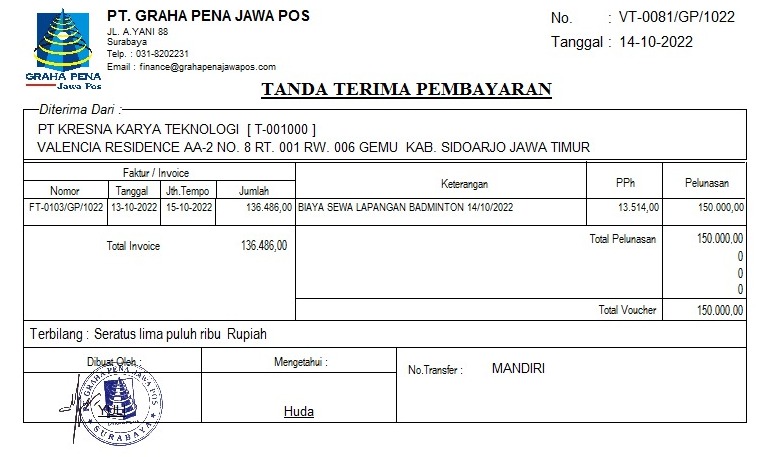 PT. GRAHA PENA JAWA POS
JL. A.YANI 88
Surabaya
Telp. : 031-8202231
Email : finance@grahapenajawapos.com
GRAHA PENA
Jawa Pos
No. : VT-0081/GP/1022
Tanggal : 14-10-2022
TANDA TERIMA PEMBAYARAN
Diterima Dari :
PT KRESNA KARYA TEKNOLOGI [ T-001000 ]
VALENCIA RESIDENCE AA-2 NO. 8 RT. 001 RW. 006 GEMU KAB. SIDOARJO JAWA TIMUR
Faktur / Invoice Keterangan PPh Pelunasan
Nomor Tanggal Jth.Tempo Jumlah
FT-0103/GP/1022 13-10-2022 15-10-2022 136.486,00 BIAYA SEWA LAPANGAN BADMINTON 14/10/2022 13.514,00 150.000,00
Total Invoice 136.486,00
Total Pelunasan 150.000,00
0
0
0
Total Voucher 150.000,00
Terbilang : Seratus lima puluh ribu Rupiah
Dibuat Oleh : Mengetahui : No.Transfer : MANDIRI
PT. GRAHA PENA JAWA POS
SURABAYA
Huda